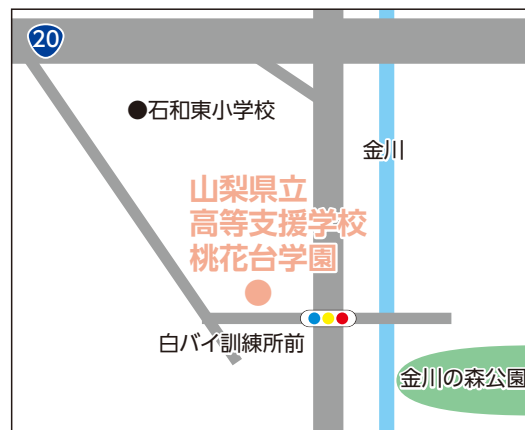 20
●石和東小学校
金川
山梨県立
高等支援学校
桃花台学園
白バイ訓練所前
金川の森公園